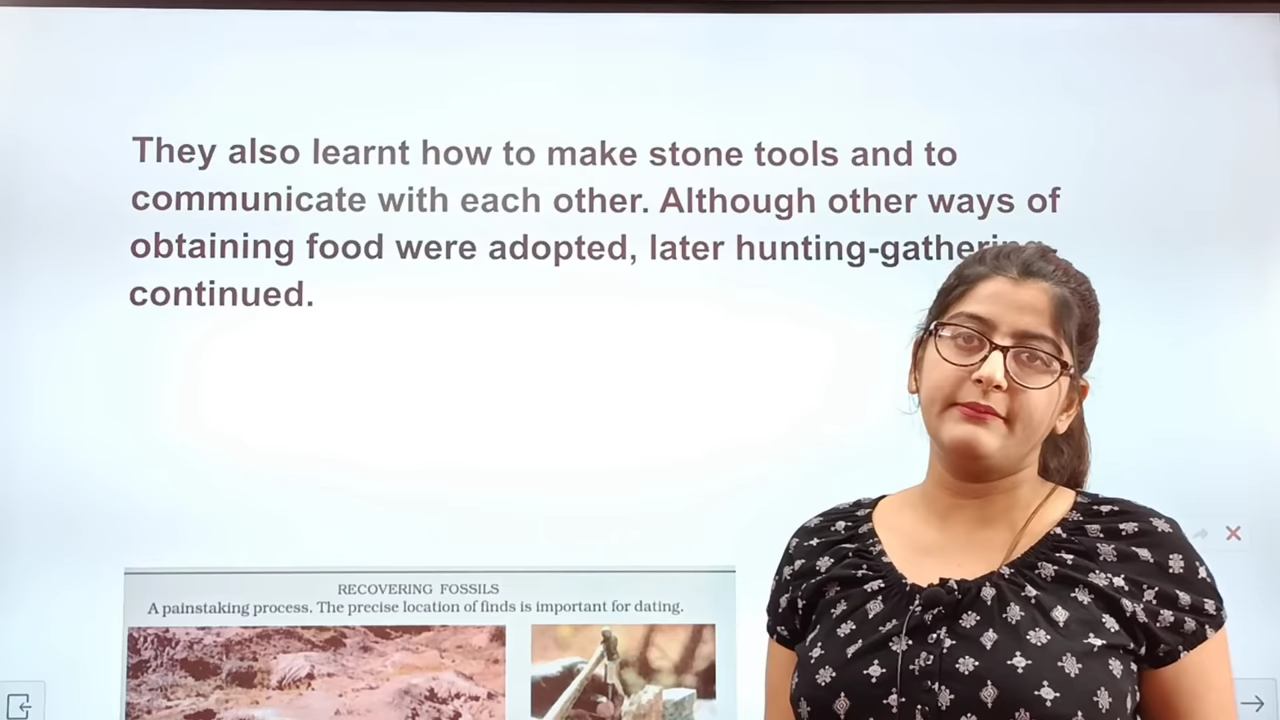 They also learnt how to make stone tools and to
communicate with each other. Although other ways of
obtaining food were adopted, later hunting-gathering
continued.
RECOVERING FOSSILS
A painstaking process. The precise location of finds is important for dating.